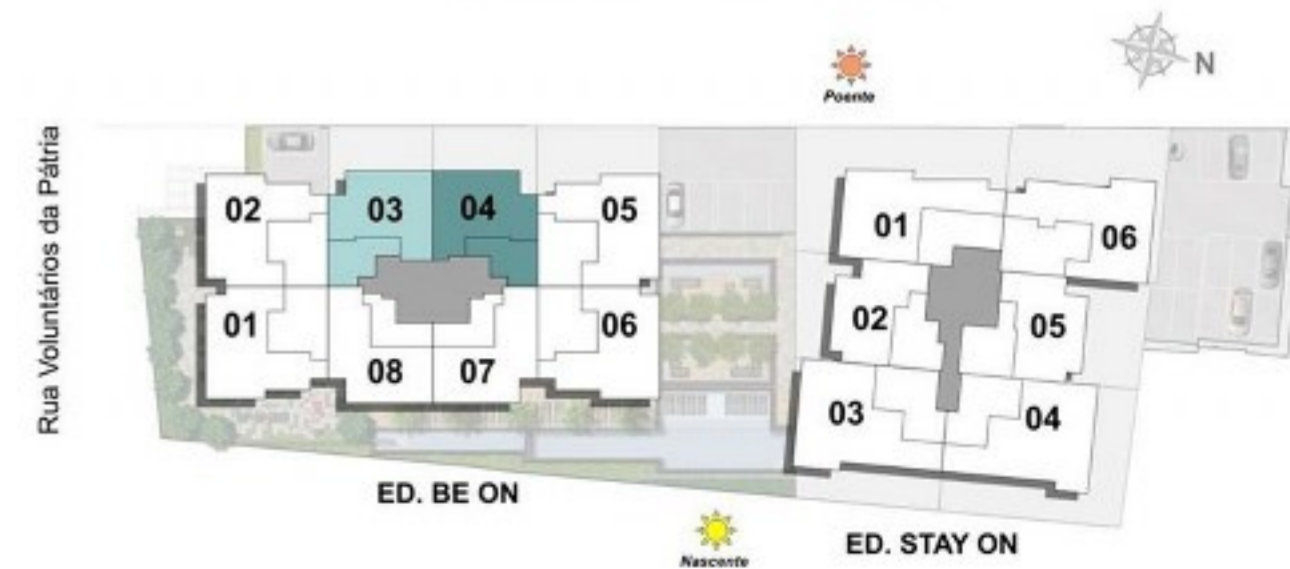 Poente
N
Rua Voluntários da Pátria
02
03
04
05
01
08
07
06
01
06
02
05
03
04
ED. BE ON
Nascente
ED. STAY ON